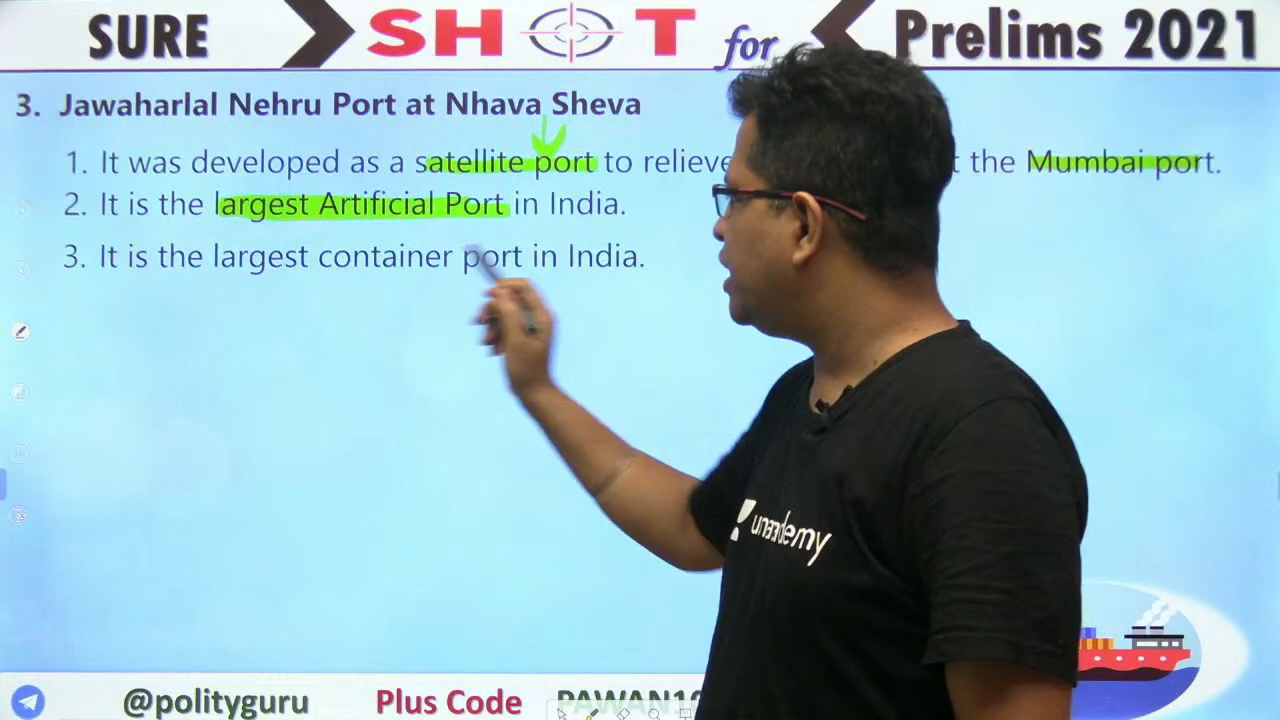 SURE SHOT for Prelims 2021
3. Jawaharlal Nehru Port at Nhava Sheva
1. It was developed as a satellite port to relieve the Mumbai port.
2. It is the largest Artificial Port in India.
3. It is the largest container port in India.
unacademy
@polityguru Plus Code